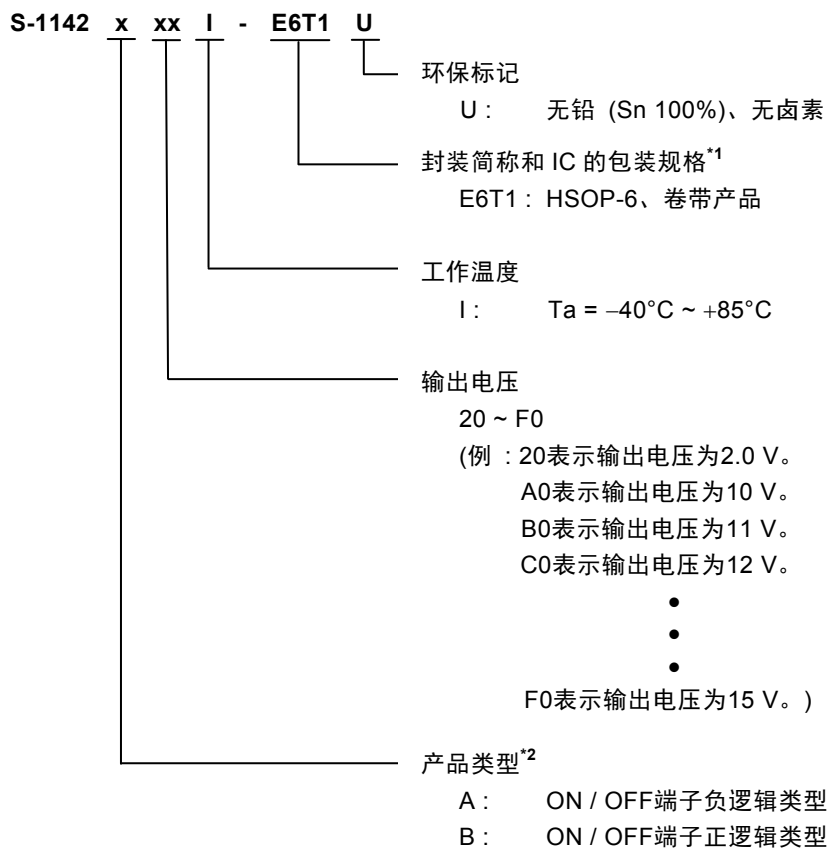 S-1142 x xx I - E6T1 U
环保标记
U : 无铅 (Sn 100%)、无卤素
封装简称和 IC 的包装规格*1
E6T1 : HSOP-6、卷带产品
工作温度
I : Ta = −40°C ~ +85°C
输出电压
20 ~ F0
(例 : 20表示输出电压为2.0 V。
A0表示输出电压为10 V。
B0表示输出电压为11 V。
C0表示输出电压为12 V。
•
•
•
F0表示输出电压为15 V。)
产品类型*2
A : ON / OFF端子负逻辑类型
B : ON / OFF端子正逻辑类型